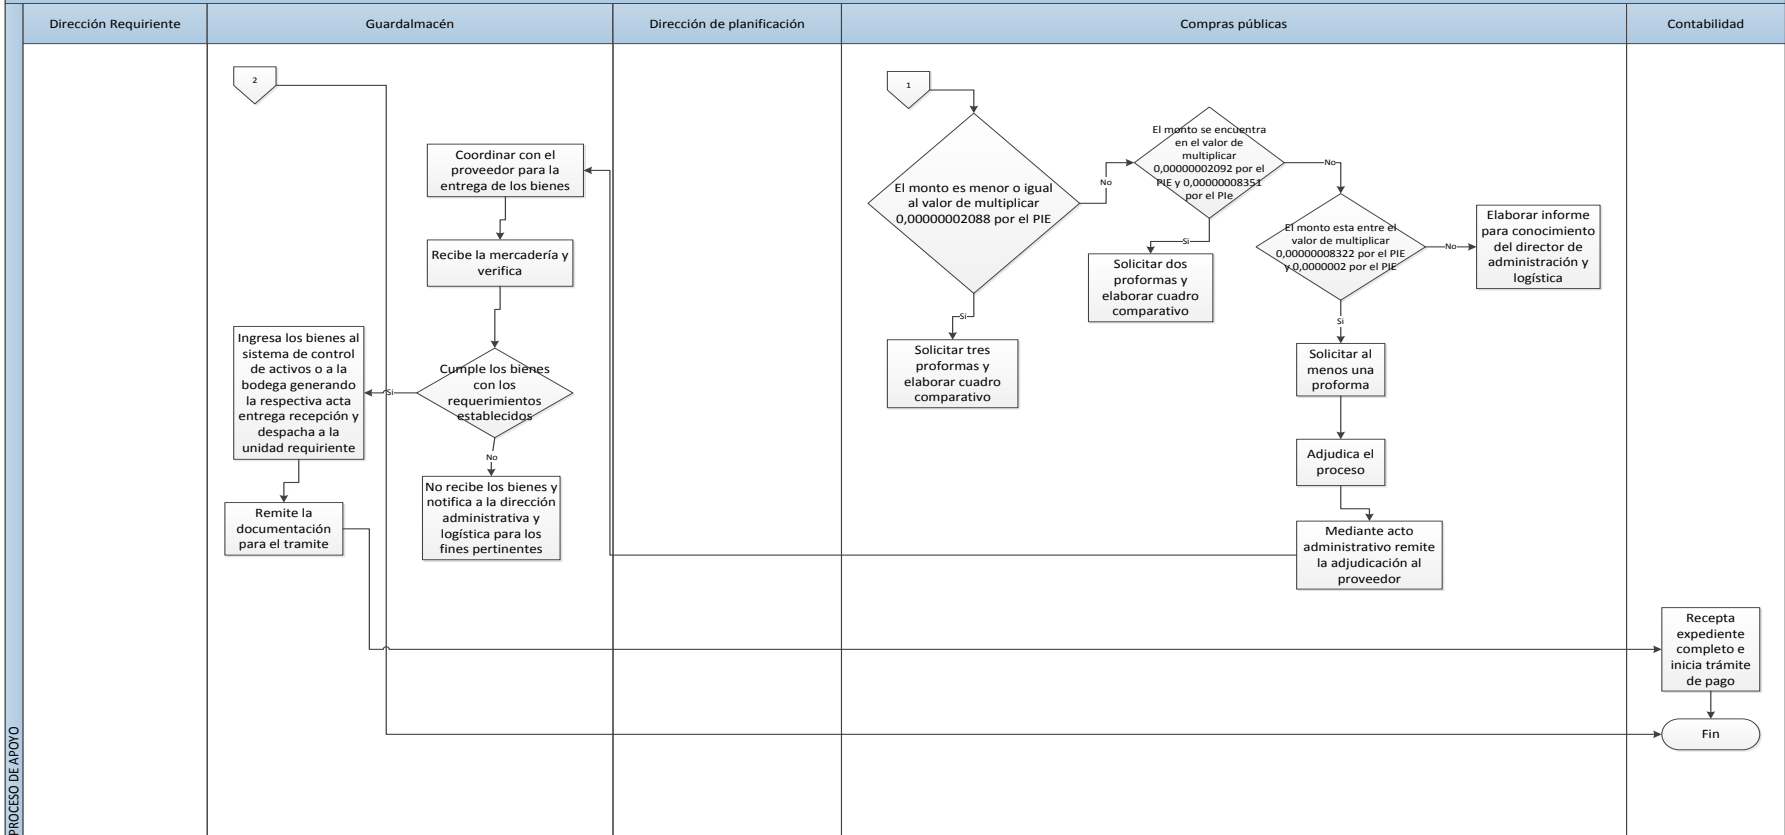 Dirección Requiriente
Guardalmacén
Dirección de planificación
Compras públicas
Contabilidad
PROCESO DE APOYO
2
Coordinar con el
proveedor para la
entrega de los bienes
Recibe la mercadería y
verifica
Cumple los bienes
con los
requerimientos
establecidos
Si
No
Ingresa los bienes al
sistema de control
de activos o a la
bodega generando
la respectiva acta
entrega recepción y
despacha a la
unidad requiriente
Remite la
documentación
para el tramite
No recibe los bienes y
notifica a la dirección
administrativa y
logística para los
fines pertinentes
1
El monto es menor o igual
al valor de multiplicar
0,00000002088 por el PIE
No
Si
Solicitar tres
proformas y
elaborar cuadro
comparativo
El monto se encuentra
en el valor de
multiplicar
0,00000002092 por el
PIE y 0,00000008351
por el PIe
No
Si
Solicitar dos
proformas y
elaborar cuadro
comparativo
El monto esta entre el
valor de multiplicar
0,00000008322 por el PIE
y 0,0000002 por el PIE
No
Si
Elaborar informe
para conocimiento
del director de
administración y
logística
Solicitar al
menos una
proforma
Adjudica el
proceso
Mediante acto
administrativo remite
la adjudicación al
proveedor
Recepta
expediente
completo e
inicia trámite
de pago
Fin